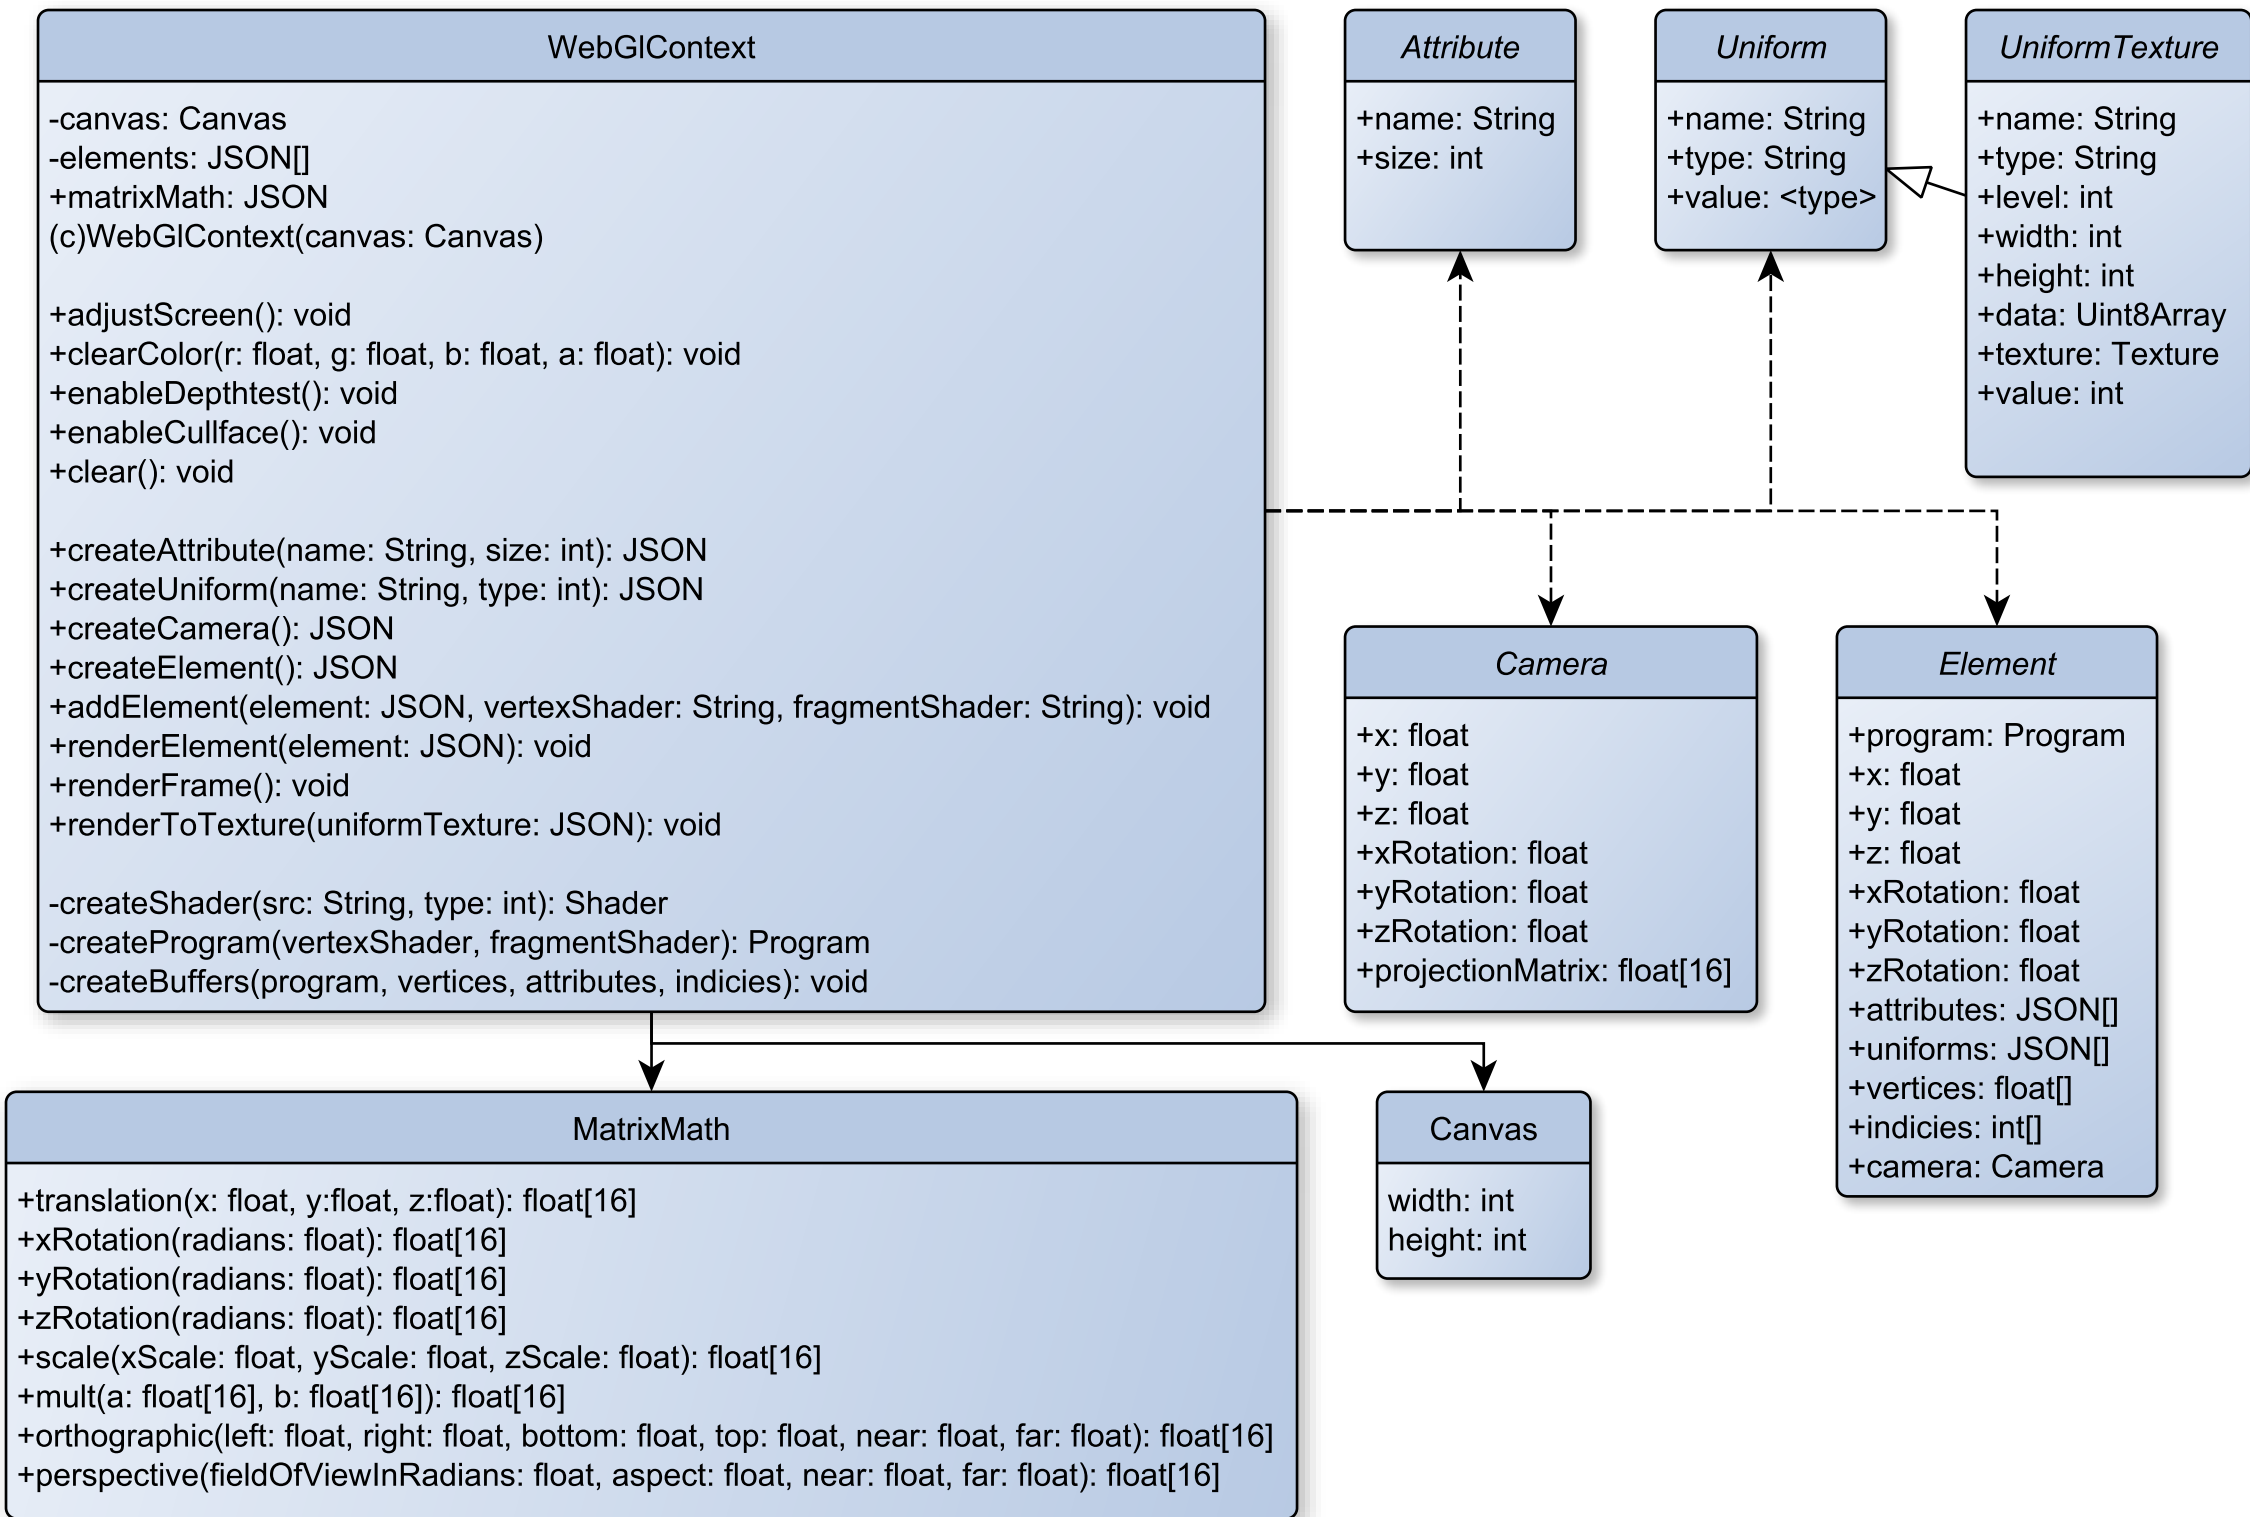 WebGlContext
-canvas: Canvas
-elements: JSON[]
+matrixMath: JSON
(c)WebGlContext(canvas: Canvas)
+adjustScreen(): void
+clearColor(r: float, g: float, b: float, a: float): void
+enableDepthtest(): void
+enableCullface(): void
+clear(): void
+createAttribute(name: String, size: int): JSON
+createUniform(name: String, type: int): JSON
+createCamera(): JSON
+createElement(): JSON
+addElement(element: JSON, vertexShader: String, fragmentShader: String): void
+renderElement(element: JSON): void
+renderFrame(): void
+renderToTexture(uniformTexture: JSON): void
-createShader(src: String, type: int): Shader
-createProgram(vertexShader, fragmentShader): Program
-createBuffers(program, vertices, attributes, indicies): void
Attribute
+name: String
+size: int
Uniform
+name: String
+type: String
+value: <type>
UniformTexture
+name: String
+type: String
+level: int
+width: int
+height: int
+data: Uint8Array
+texture: Texture
+value: int
Camera
+x: float
+y: float
+z: float
+xRotation: float
+yRotation: float
+zRotation: float
+projectionMatrix: float[16]
Element
+program: Program
+x: float
+y: float
+z: float
+xRotation: float
+yRotation: float
+zRotation: float
+attributes: JSON[]
+uniforms: JSON[]
+vertices: float[]
+indicies: int[]
+camera: Camera
MatrixMath
+translation(x: float, y:float, z:float): float[16]
+xRotation(radians: float): float[16]
+yRotation(radians: float): float[16]
+zRotation(radians: float): float[16]
+scale(xScale: float, yScale: float, zScale: float): float[16]
+mult(a: float[16], b: float[16]): float[16]
+orthographic(left: float, right: float, bottom: float, top: float, near: float, far: float): float[16]
+perspective(fieldOfViewInRadians: float, aspect: float, near: float, far: float): float[16]
Canvas
width: int
height: int